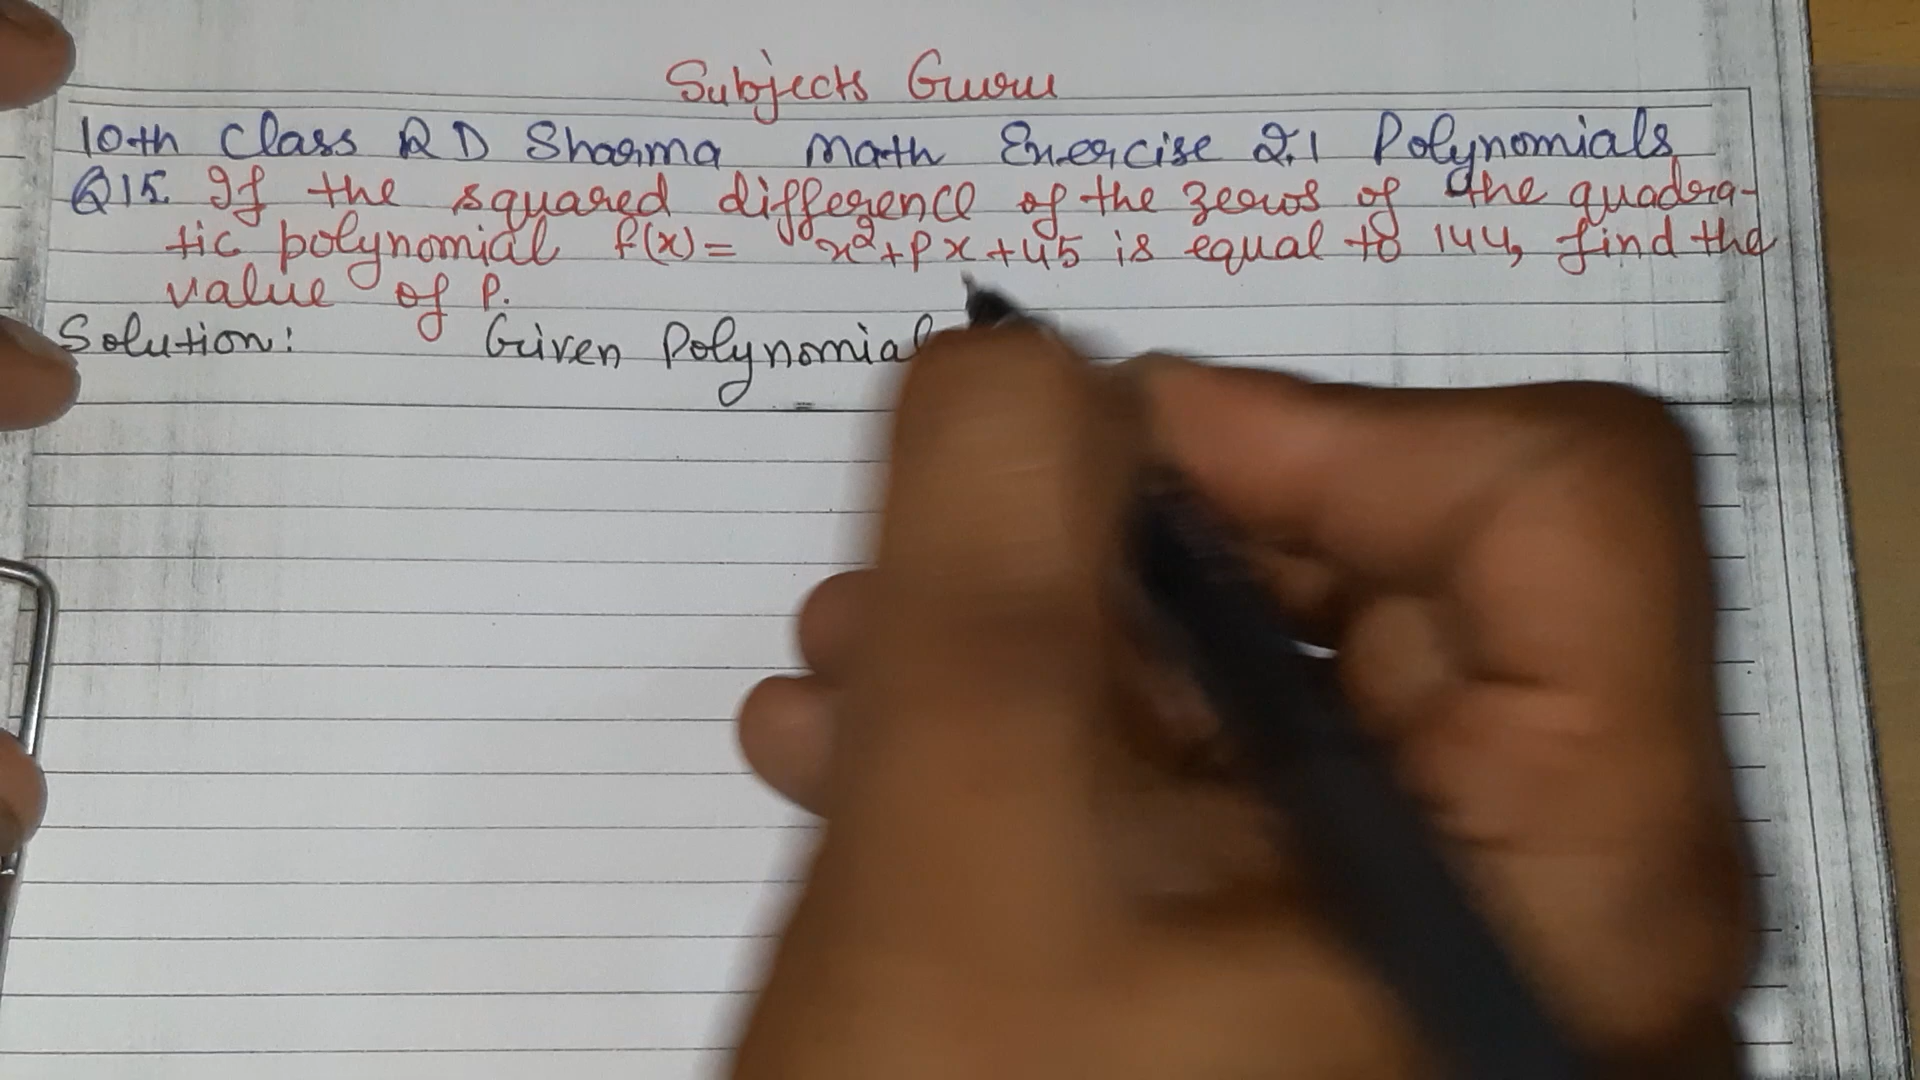 Subjects Guru
10th Class RD Sharma Math Exercise 2.1 Polynomials
Q15. If the squared difference of the zeros of the quadra-
tic polynomial f(x) = x²+px+45 is equal to 144, find the
value of p.
Solution: Given Polynomial